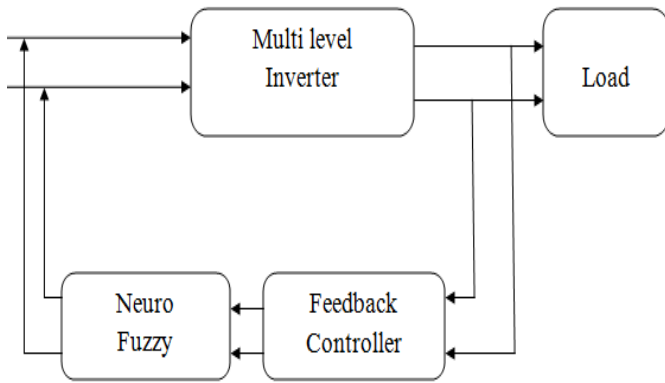 Multi level
Inverter
Load
Neuro
Fuzzy
Feedback
Controller